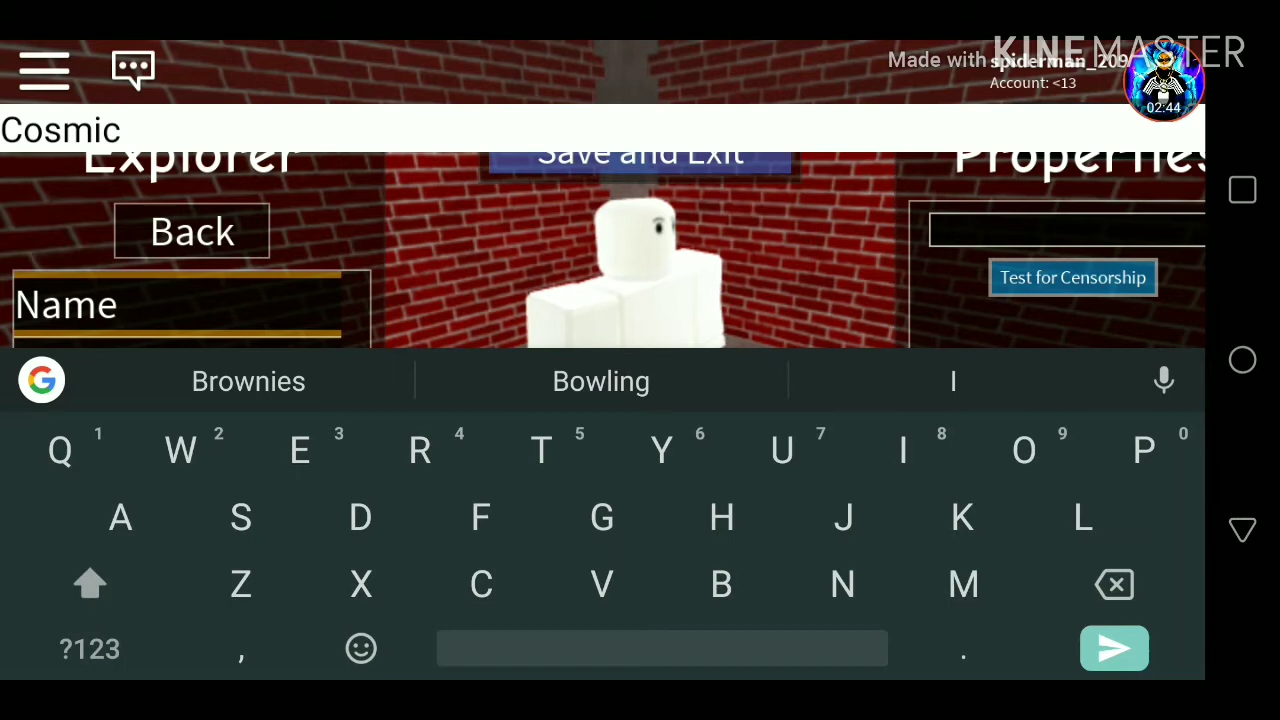 Made with KINEMASTER
spiderman_209
Account: <13
02:44
Cosmic
Explorer
Save and Exit
Properties
Back
Test for Censorship
Name
Brownies
Bowling
I
Q 1 W 2 E 3 R 4 T 5 Y 6 U 7 I 8 O 9 P 0
A S D F G H J K L
Z X C V B N M
?123 , .